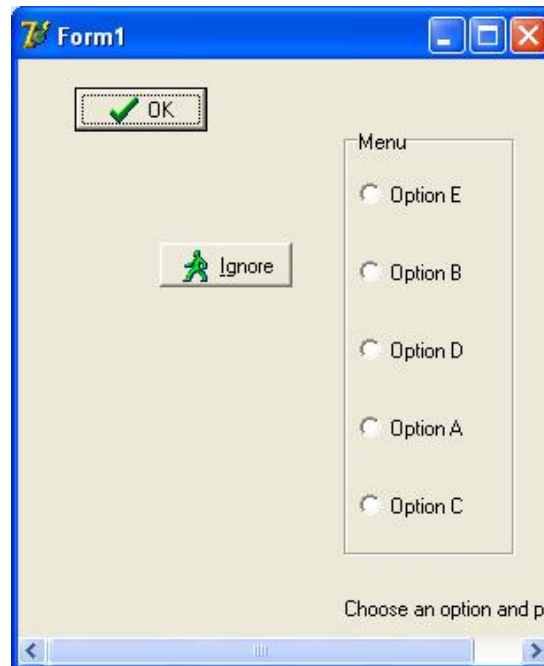 Form1
OK
Menu
Option E
Ignore
Option B
Option D
Option A
Option C
Choose an option and p